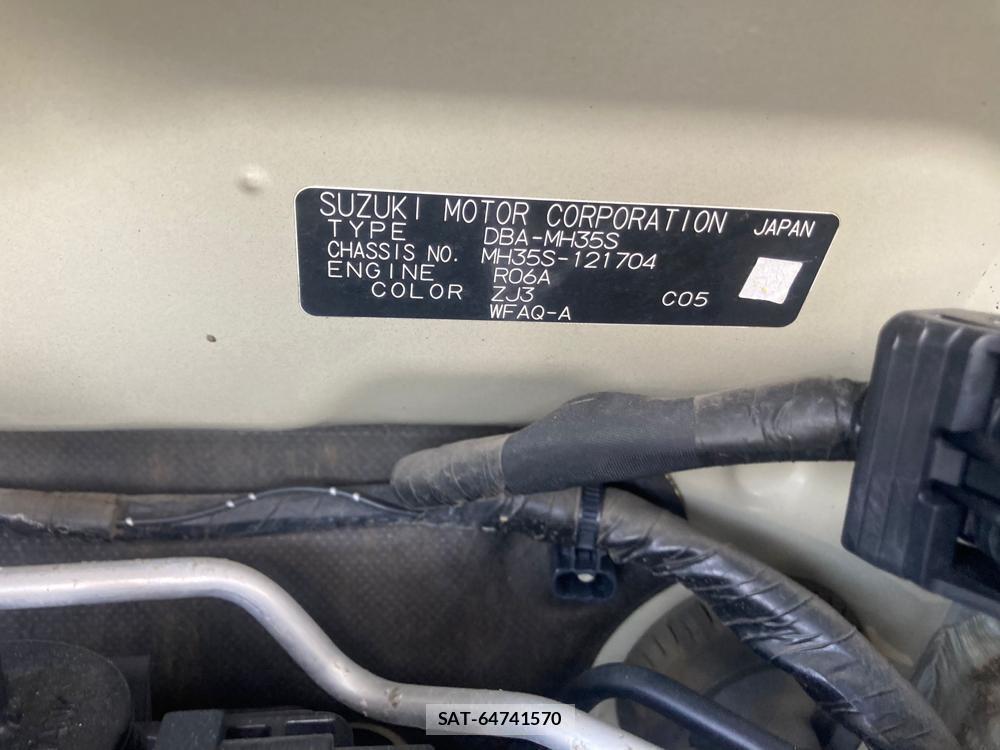 SUZUKI MOTOR CORPORATION JAPAN
TYPE DBA-MH35S
CHASSIS NO. MH35S-121704
ENGINE R06A
COLOR ZJ3 C05
WFAQ-A
SAT-64741570